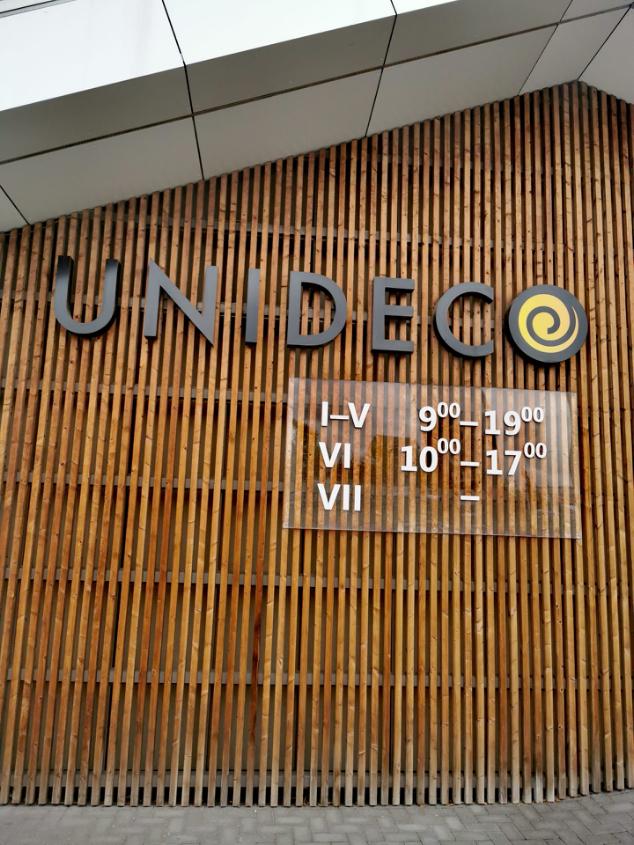 UNIDECO
I–V 9⁰⁰–19⁰⁰
VI 10⁰⁰–17⁰⁰
VII –